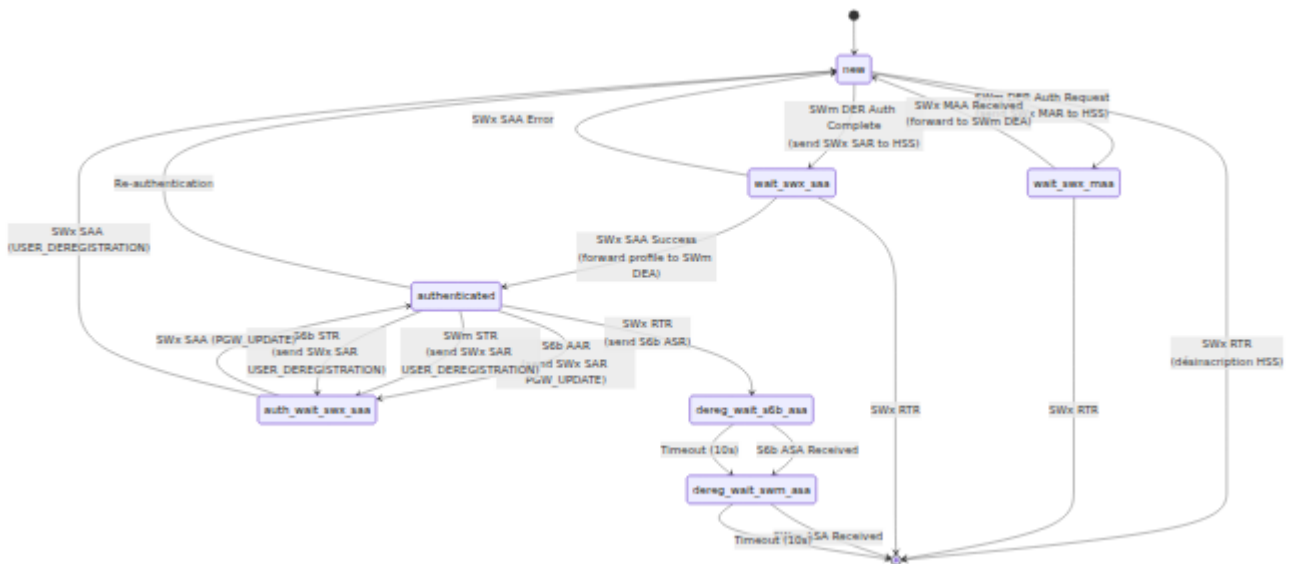 new
SWm DER Auth Request
MAR to HSS)
SWx MAA Received
(forward to SWm DEA)
SWm DER Auth
Complete
(send SWx SAR to HSS)
SWx SAA Error
wait_swx_saa
wait_swx_maa
Re-authentication
SWx SAA
(USER_DEREGISTRATION)
SWx SAA Success
(forward profile to SWm
DEA)
authenticated
SWx SAA (PGW_UPDATE)
S6b STR
(send SWx SAR
USER_DEREGISTRATION)
SWm STR
(send SWx SAR
USER_DEREGISTRATION)
S6b AAR
SWx SAR
PGW_UPDATE)
SWx RTR
(send S6b ASR)
SWx RTR
(désinscription HSS)
auth_wait_swx_saa
dereg_wait_s6b_asa
SWx RTR
SWx RTR
Timeout (10s)
S6b ASA Received
dereg_wait_swm_asa
ASA Received
Timeout (10s)